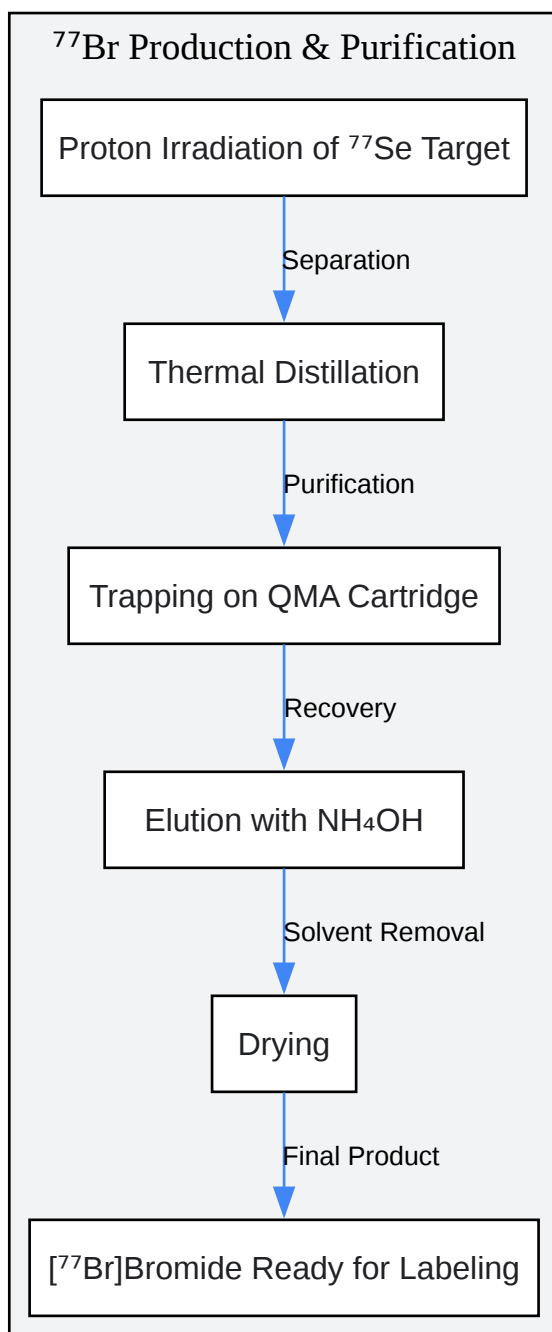 ⁷⁷Br Production & Purification
Proton Irradiation of ⁷⁷Se Target
Separation
Thermal Distillation
Purification
Trapping on QMA Cartridge
Recovery
Elution with NH₄OH
Solvent Removal
Drying
Final Product
[⁷⁷Br]Bromide Ready for Labeling